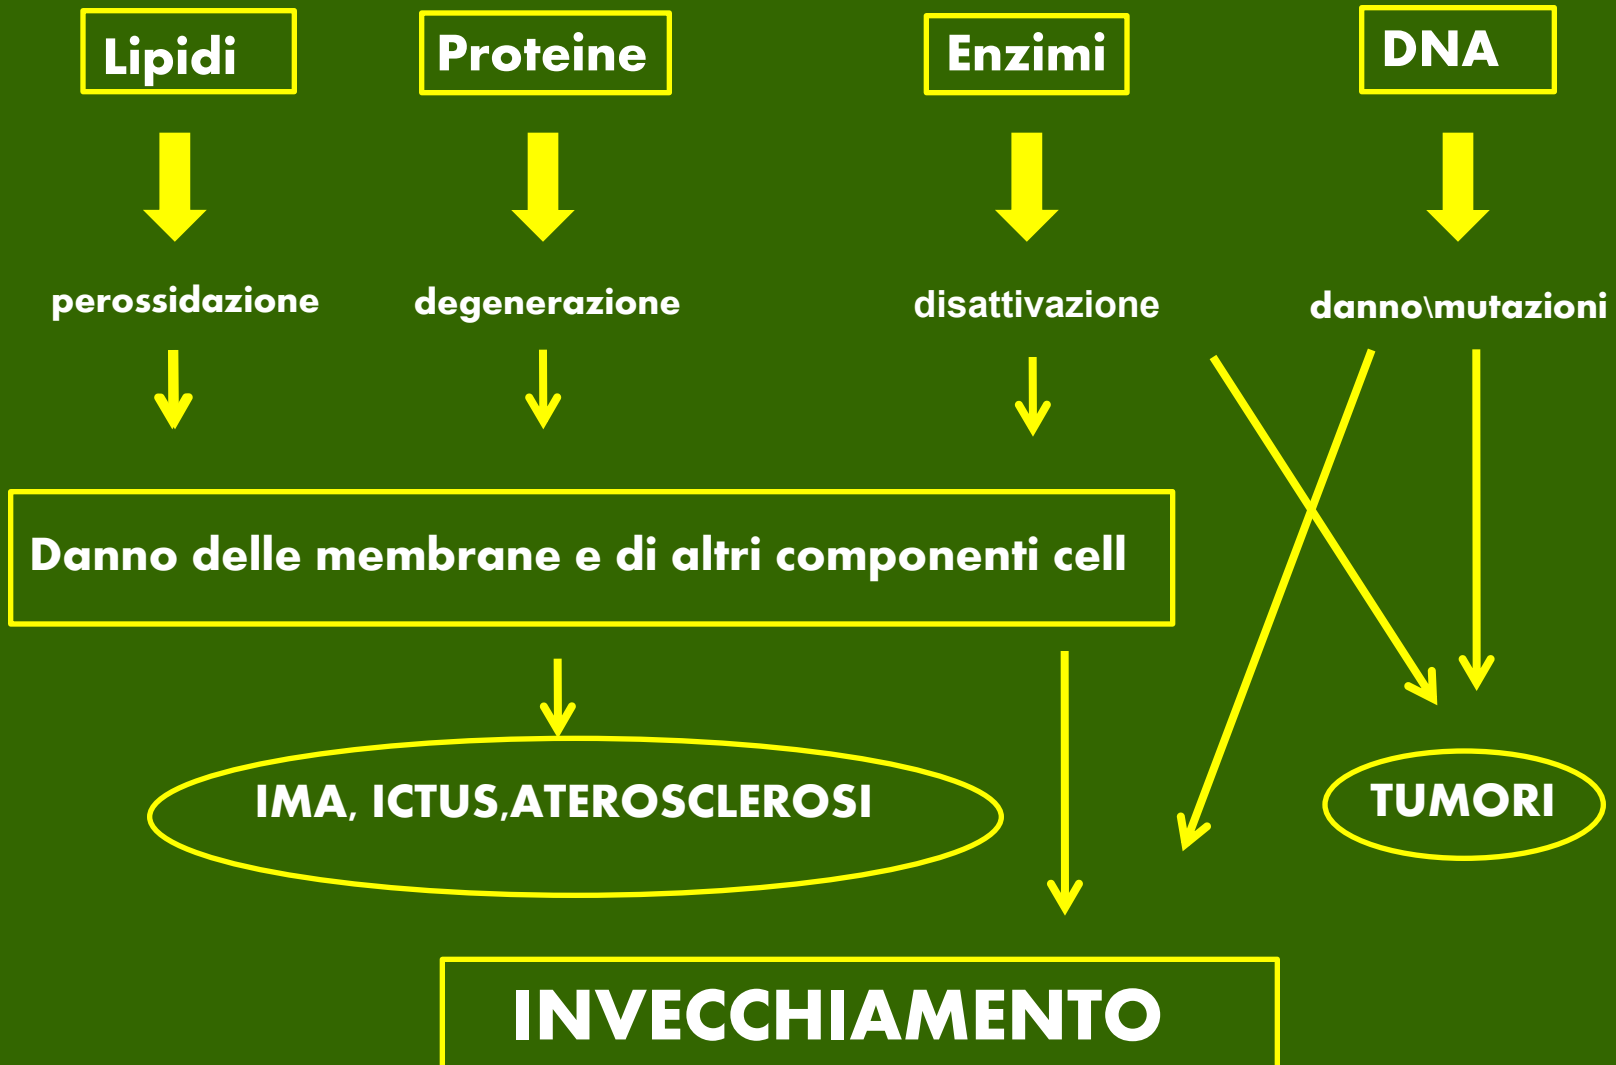 Lipidi
Proteine
Enzimi
DNA
perossidazione
degenerazione
disattivazione
danno\mutazioni
Danno delle membrane e di altri componenti cell
IMA, ICTUS,ATEROSCLEROSI
TUMORI
INVECCHIAMENTO